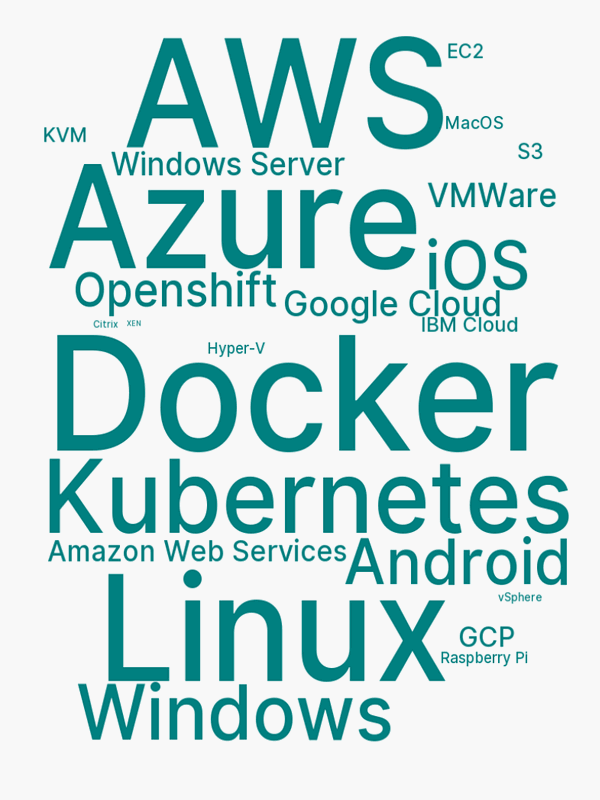 AWS
EC2
MacOS
KVM
S3
Windows Server
Azure
VMWare
iOS
Openshift
Google Cloud
IBM Cloud
Citrix
XEN
Hyper-V
Docker
Kubernetes
Amazon Web Services
Android
vSphere
Linux
GCP
Raspberry Pi
Windows